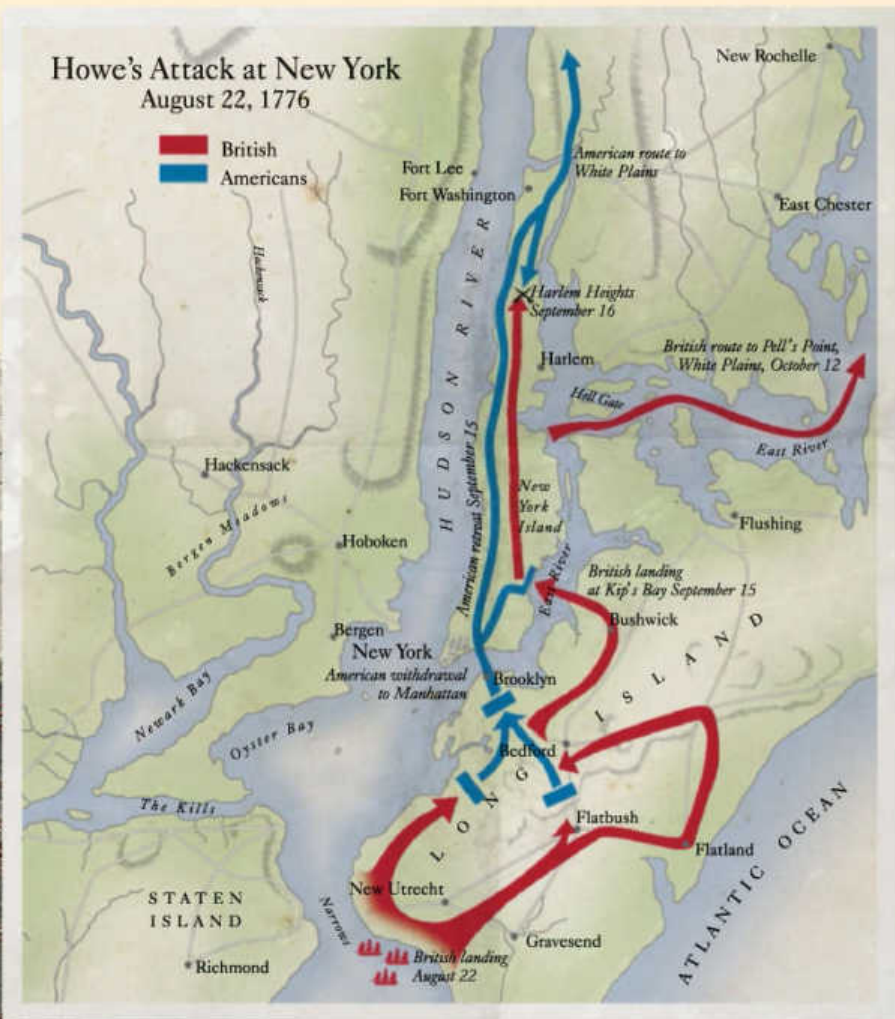 Howe's Attack at New York
August 22, 1776
British
Americans
New Rochelle
American route to
White Plains
Fort Lee
Fort Washington
East Chester
Hackensack
HUDSON RIVER
Harlem Heights
September 16
Harlem
British route to Pell's Point,
White Plains, October 12
Hell Gate
East River
American retreat September 15
Hackensack
New
York
Island
Bergen Meadows
Flushing
Hoboken
East River
British landing
at Kip's Bay September 15
Bushwick
Bergen
New York
American withdrawal
to Manhattan
Brooklyn
LONG ISLAND
Newark Bay
Oyster Bay
Bedford
The Kills
Flatbush
Flatland
ATLANTIC OCEAN
New Utrecht
STATEN
ISLAND
Narrows
Gravesend
British landing
August 22
Richmond